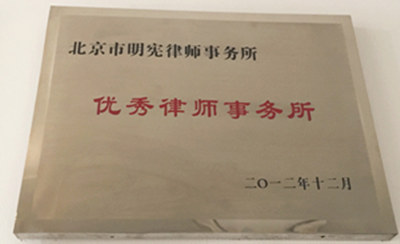 北京市明宪律师事务所
优秀律师事务所
二〇一二年十二月